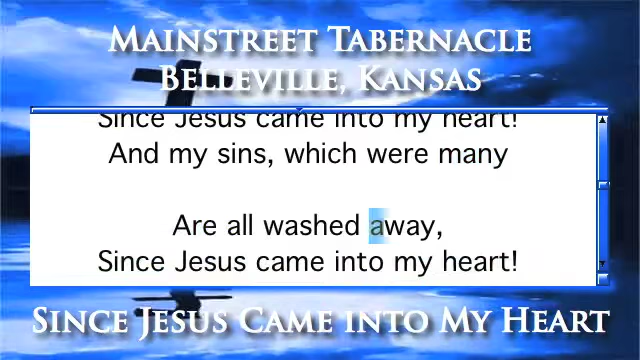 Mainstreet Tabernacle
Belleville, Kansas
Since Jesus came into my heart!
And my sins, which were many
Are all washed away,
Since Jesus came into my heart!
Since Jesus Came into My Heart